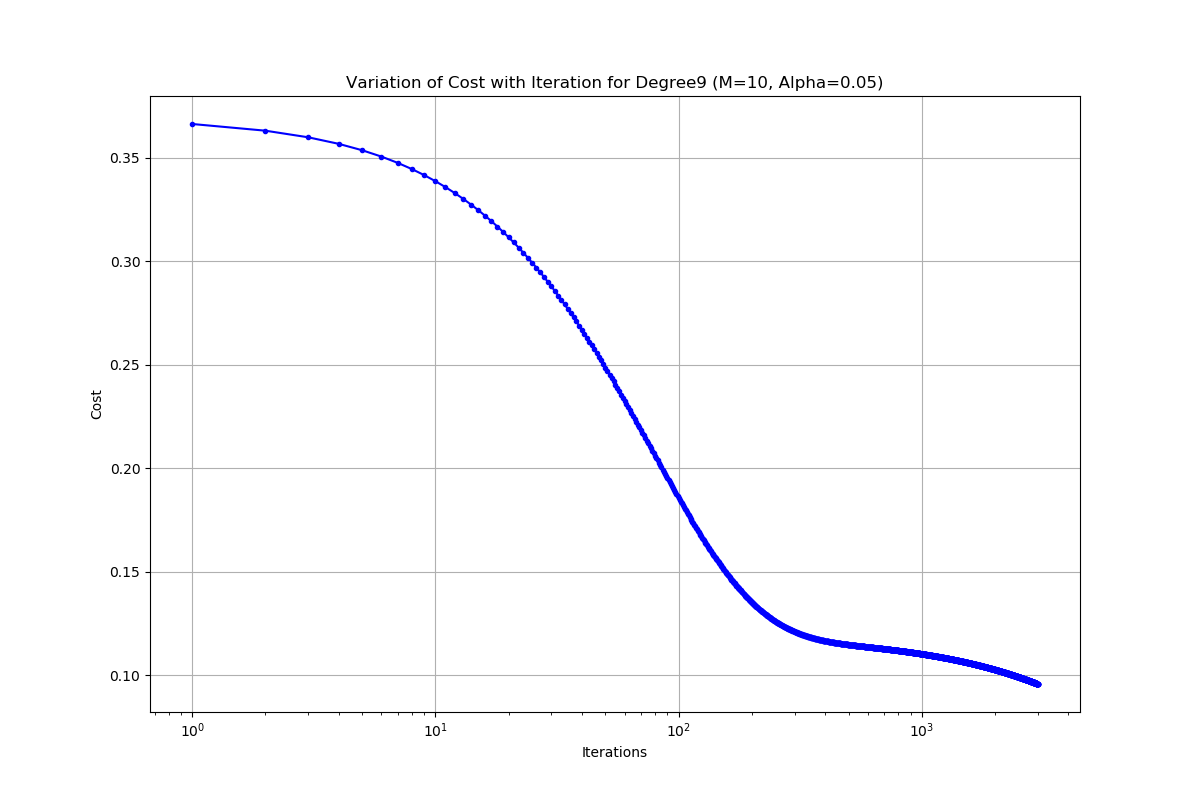 Variation of Cost with Iteration for Degree9 (M=10, Alpha=0.05)
Cost
0.35
0.30
0.25
0.20
0.15
0.10
10⁰ 10¹ 10² 10³
Iterations